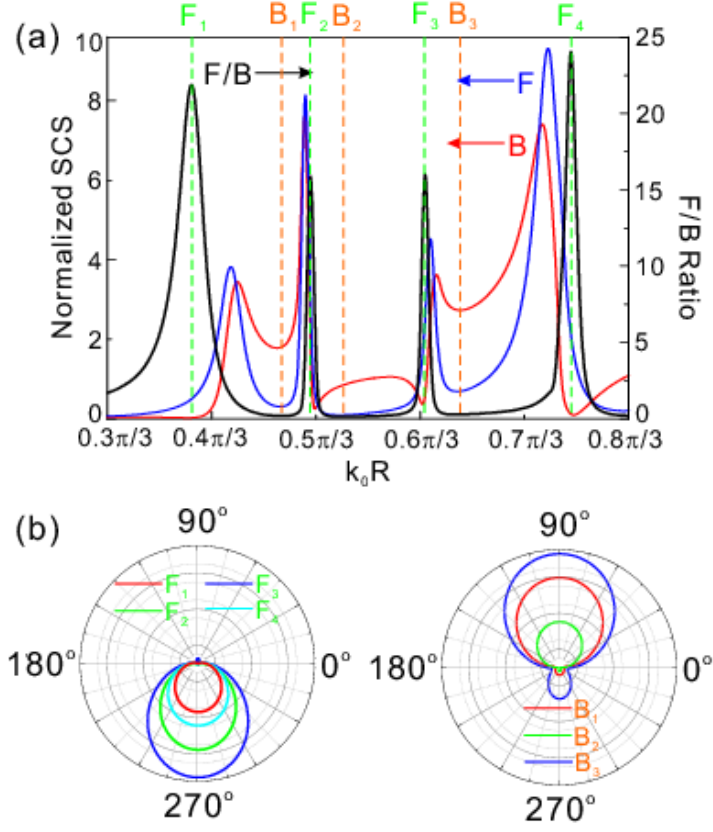 (a)
F₁ B₁ F₂ B₂ F₃ B₃ F₄
10
8
6
4
2
0
Normalized SCS
F/B
F
B
25
20
15
10
5
0
F/B Ratio
0.3π/3 0.4π/3 0.5π/3 0.6π/3 0.7π/3 0.8π/3
k₀R
(b)
90°
F₁ F₃
F₂ F₄
180° 0°
270°
90°
180° 0°
B₁
B₂
B₃
270°